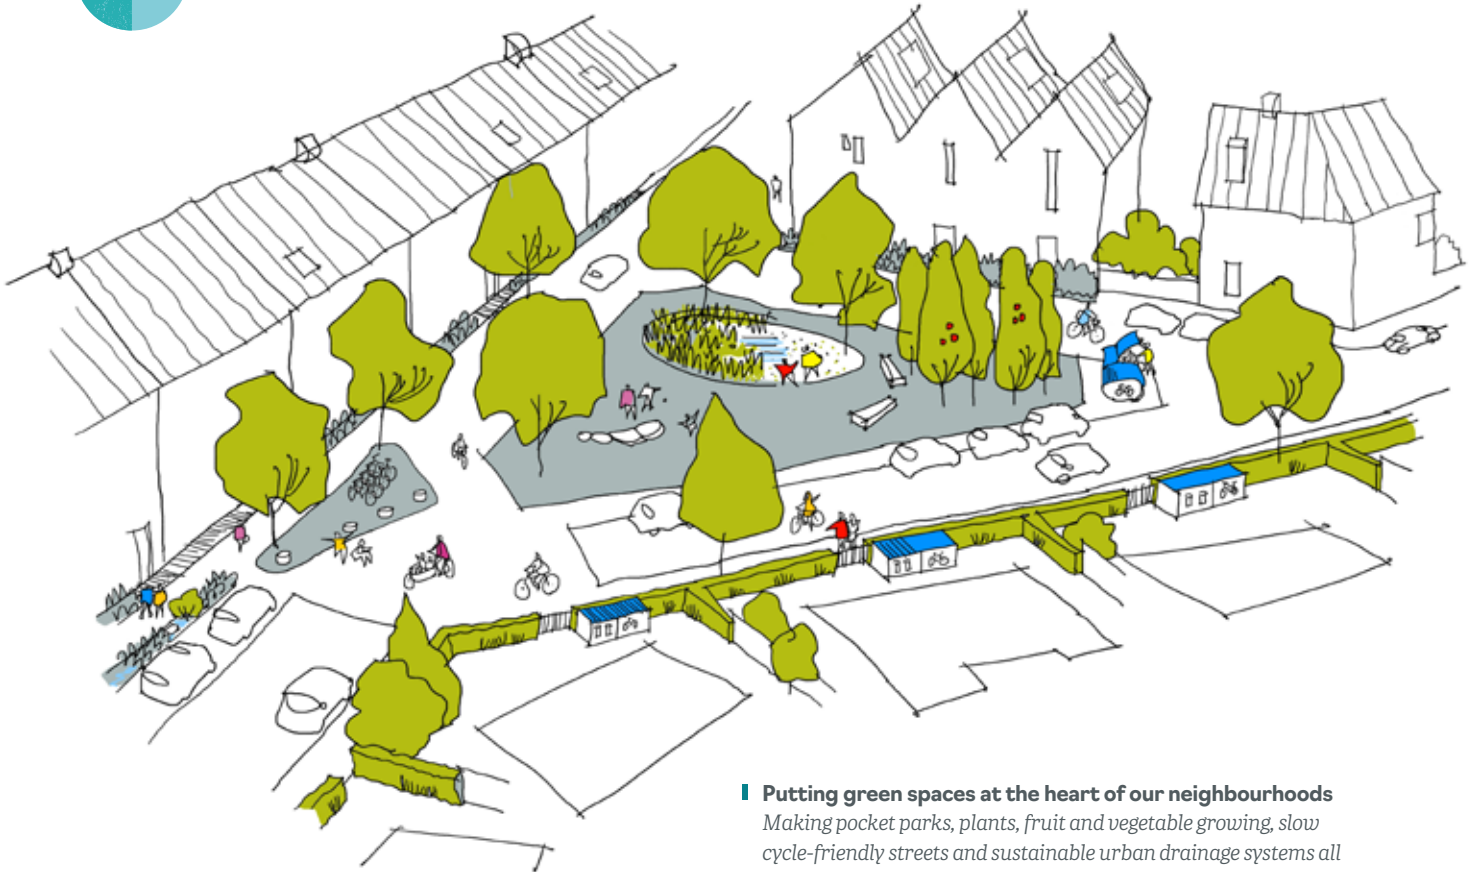 Putting green spaces at the heart of our neighbourhoods
Making pocket parks, plants, fruit and vegetable growing, slow
cycle-friendly streets and sustainable urban drainage systems all